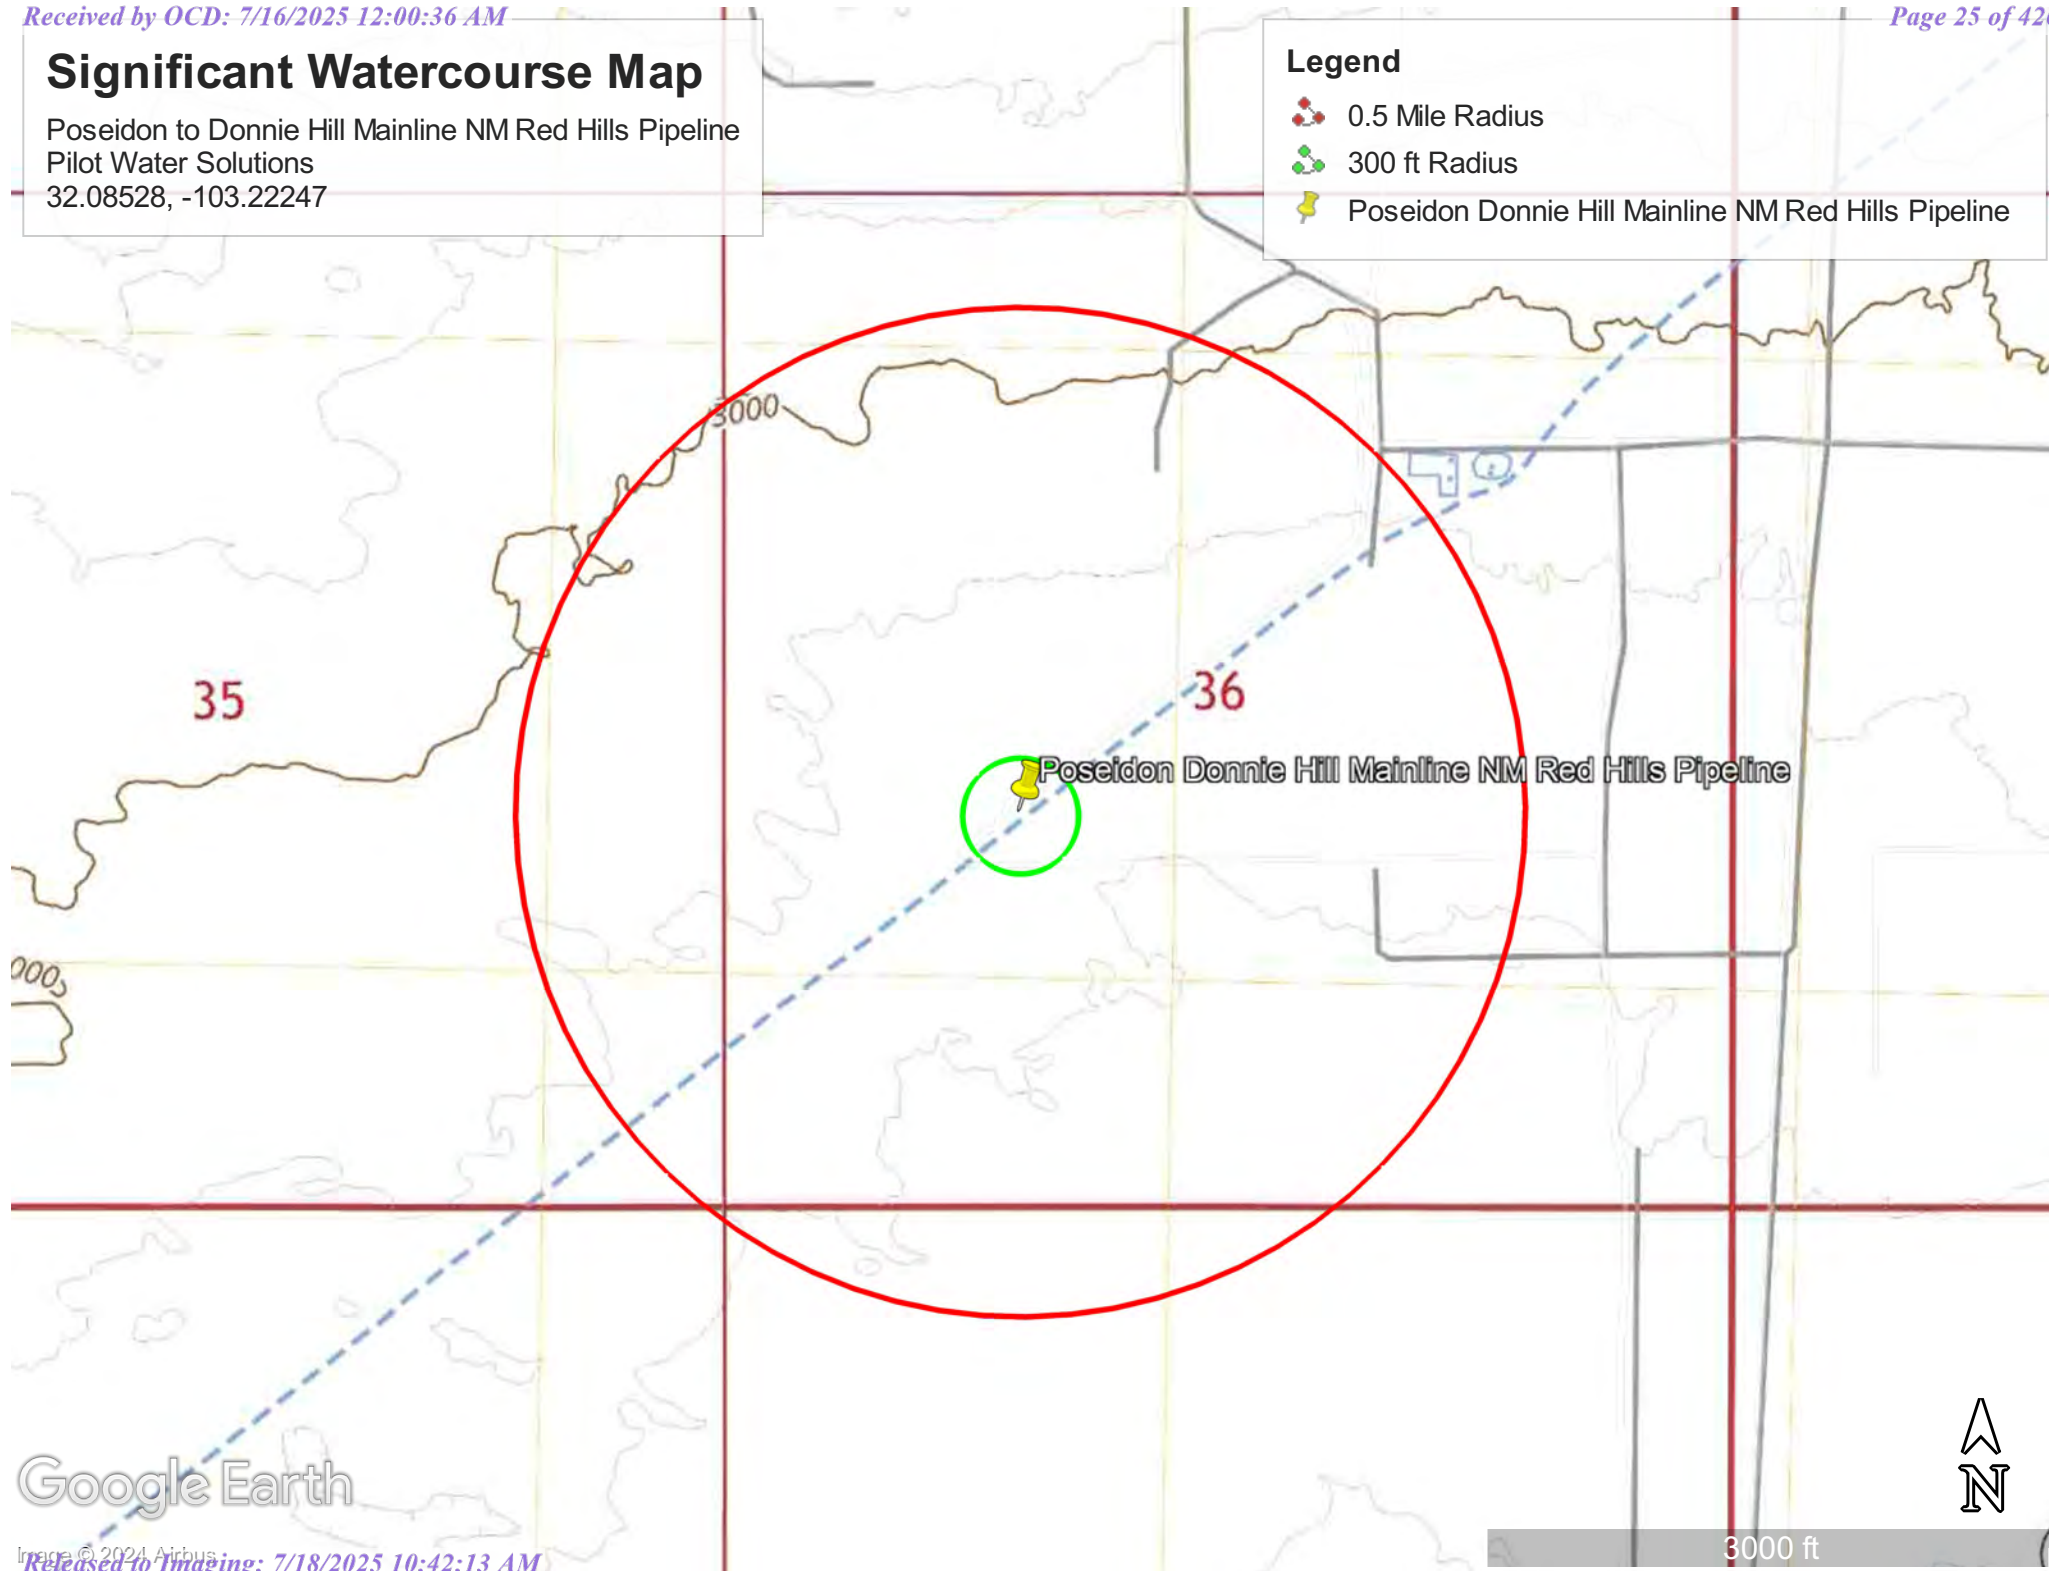 Received by OCD: 7/16/2025 12:00:36 AM
Page 25 of 42
Significant Watercourse Map
Poseidon to Donnie Hill Mainline NM Red Hills Pipeline
Pilot Water Solutions
32.08528, -103.22247
Legend
0.5 Mile Radius
300 ft Radius
Poseidon Donnie Hill Mainline NM Red Hills Pipeline
3000
35
36
Poseidon Donnie Hill Mainline NM Red Hills Pipeline
000
Google Earth
N
3000 ft
Image © 2024 Airbus
Released to Imaging: 7/18/2025 10:42:13 AM